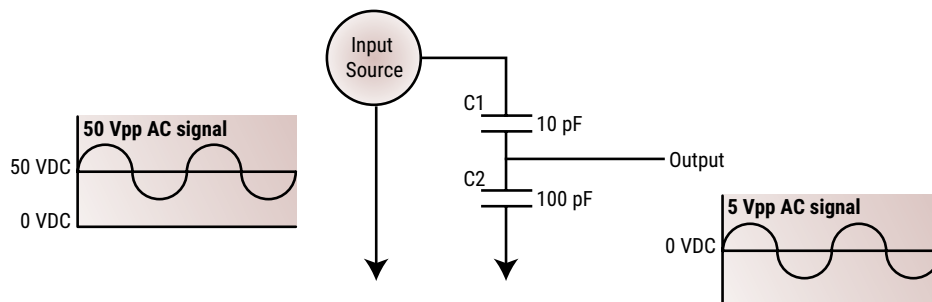 Input
Source
50 Vpp AC signal
50 VDC
0 VDC
C1
10 pF
Output
C2
100 pF
5 Vpp AC signal
0 VDC